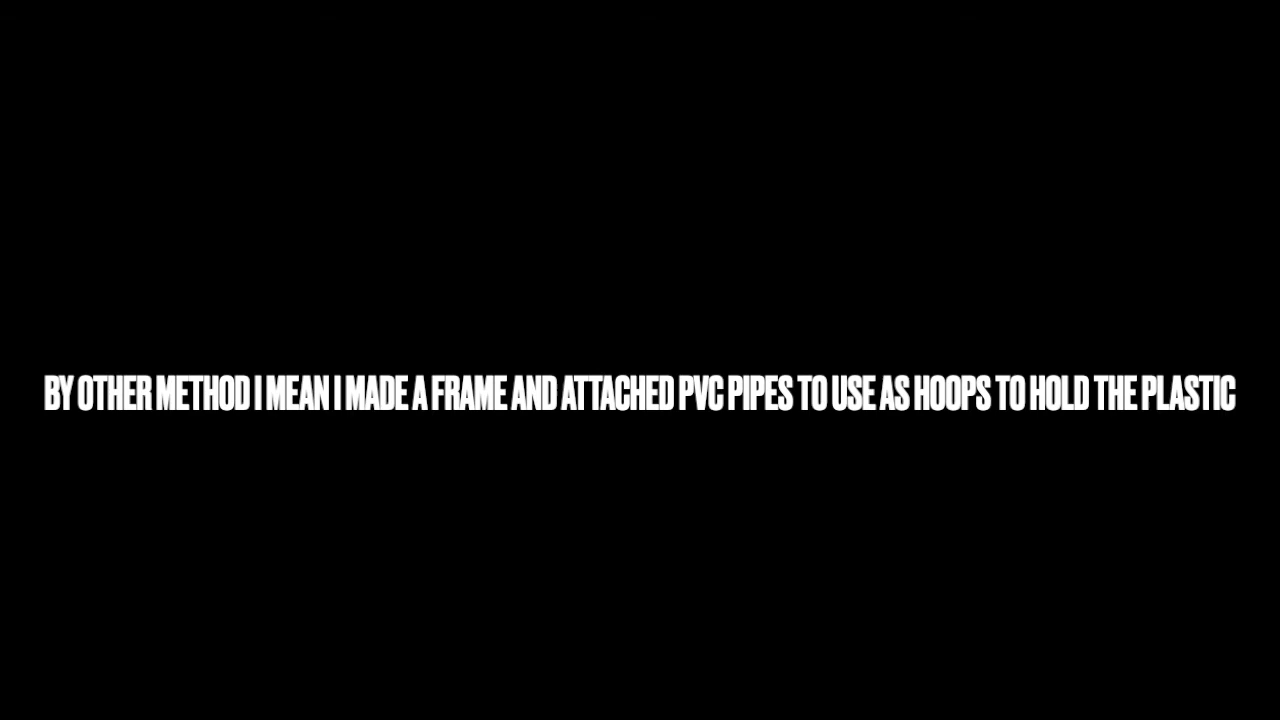 BY OTHER METHOD I MEAN I MADE A FRAME AND ATTACHED PVC PIPES TO USE AS HOOPS TO HOLD THE PLASTIC